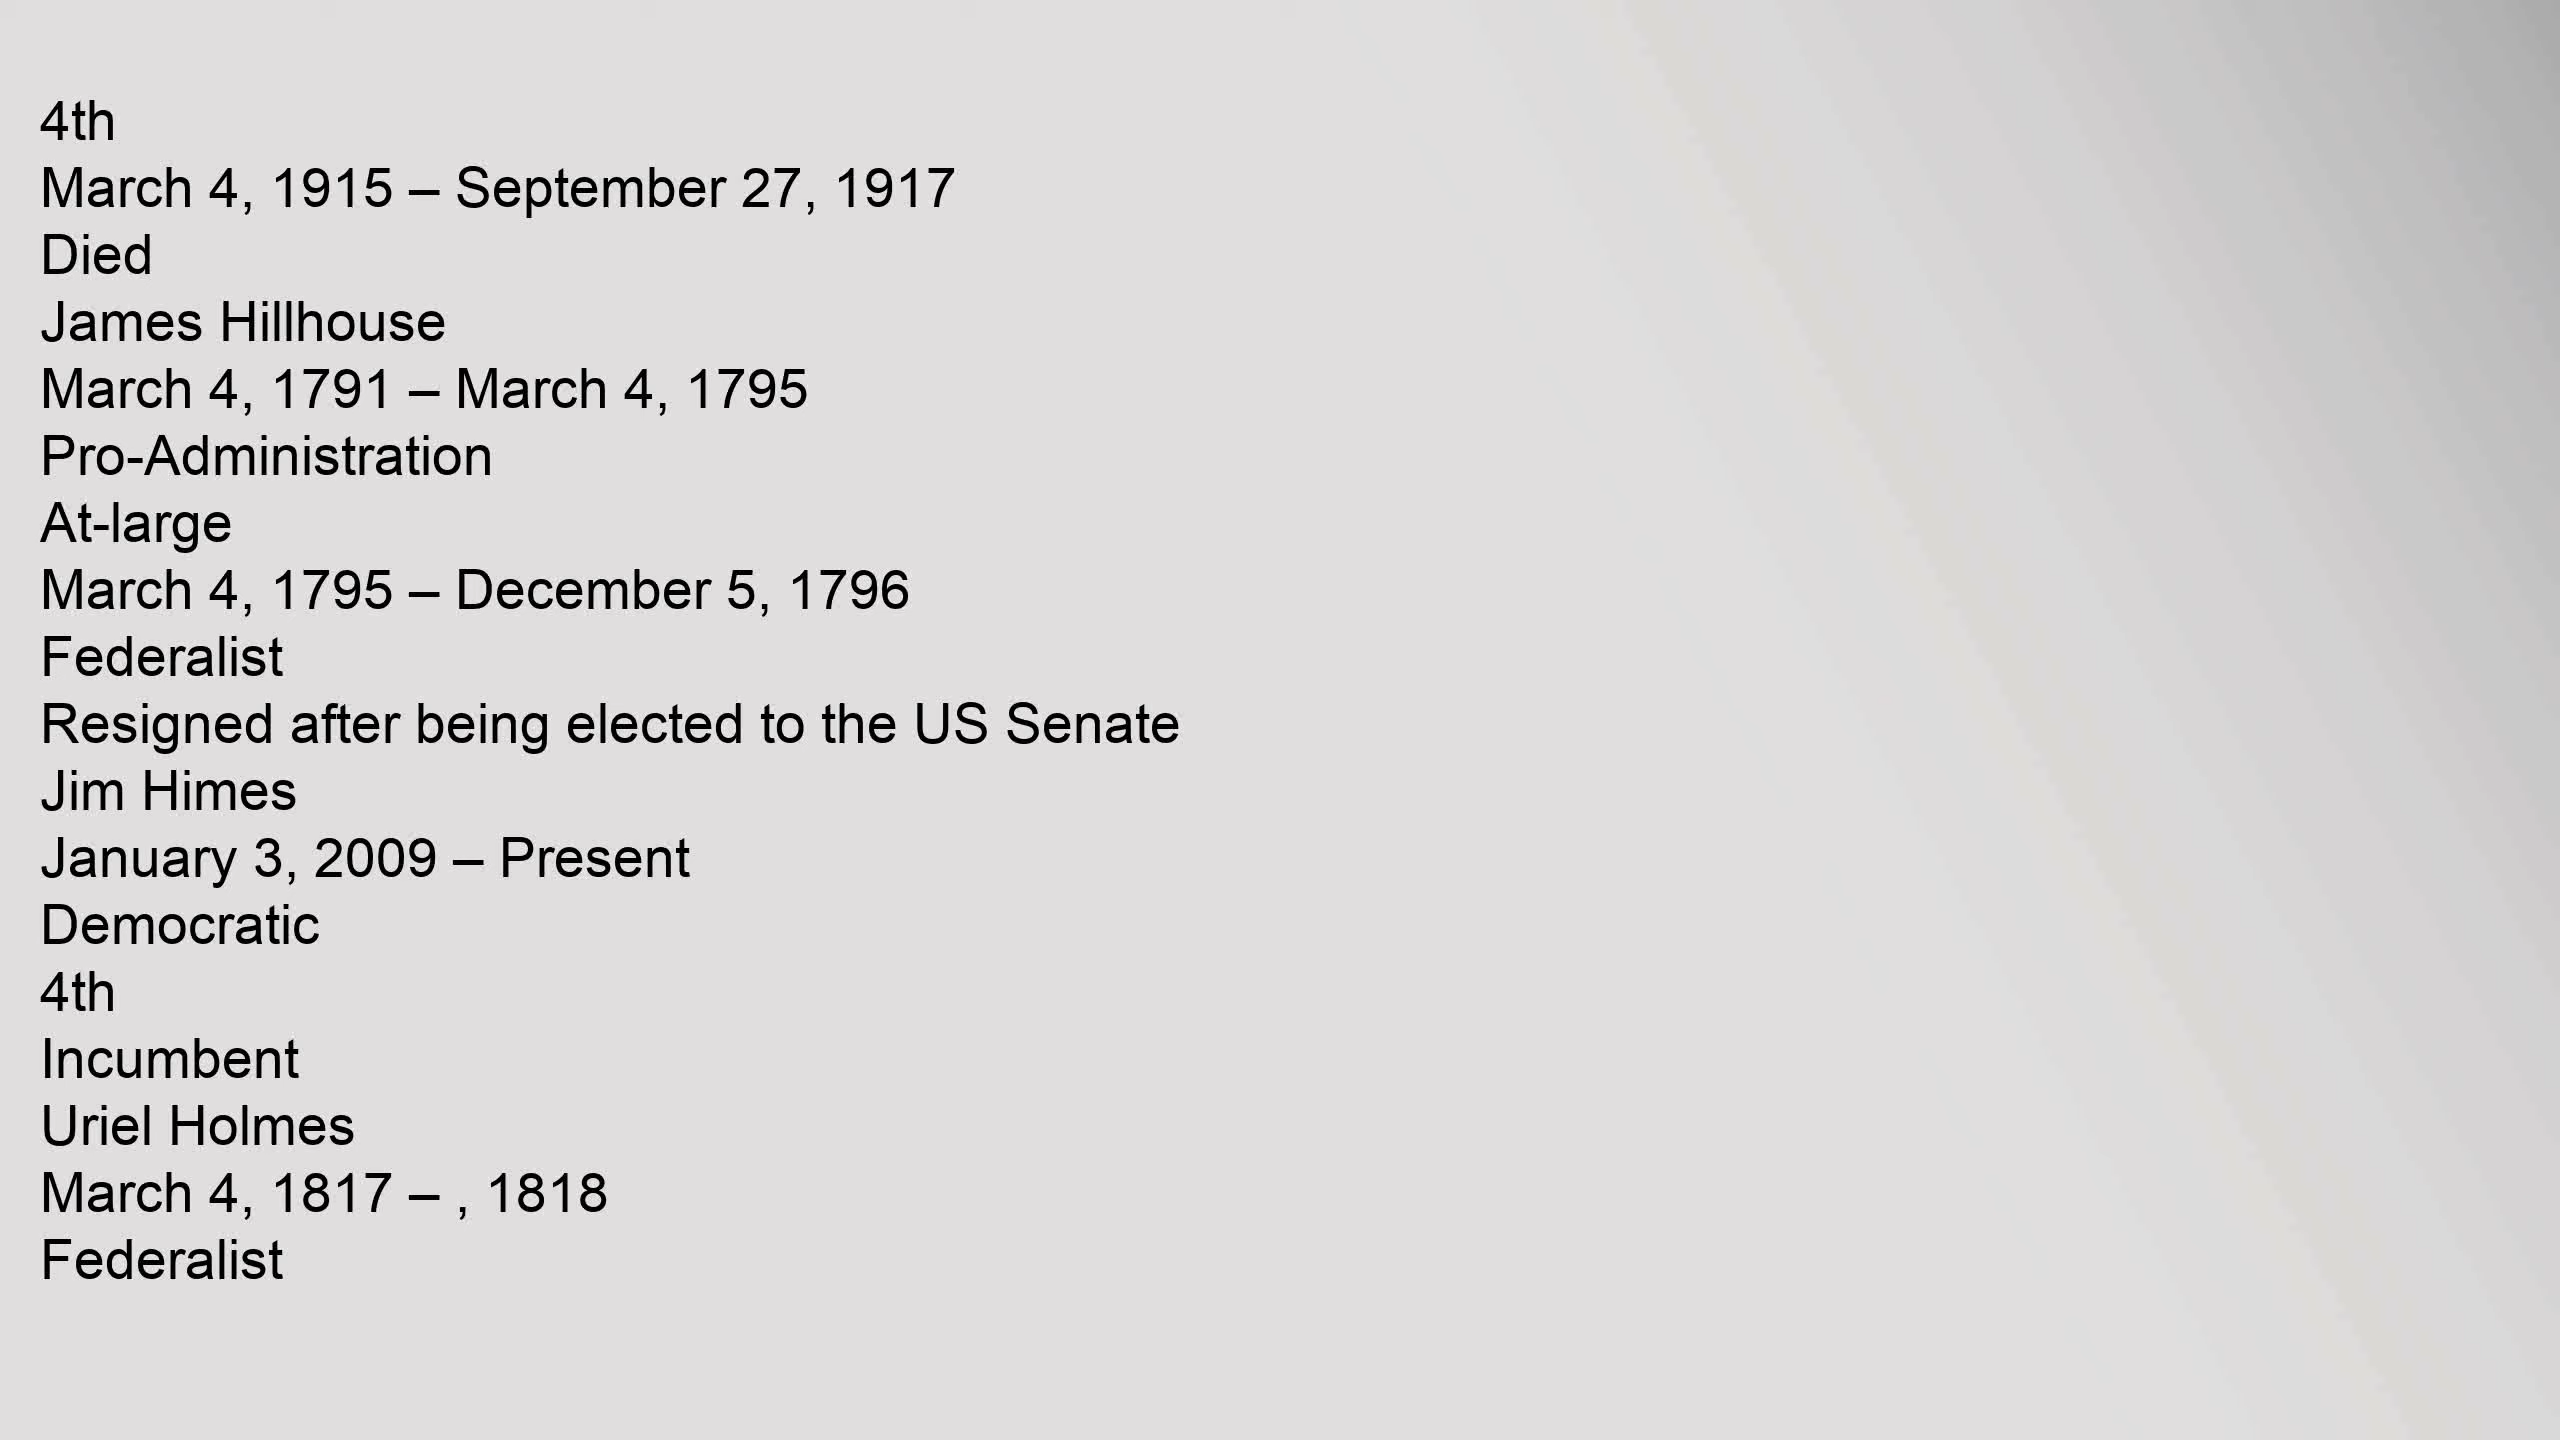 4th
March 4, 1915 – September 27, 1917
Died
James Hillhouse
March 4, 1791 – March 4, 1795
Pro-Administration
At-large
March 4, 1795 – December 5, 1796
Federalist
Resigned after being elected to the US Senate
Jim Himes
January 3, 2009 – Present
Democratic
4th
Incumbent
Uriel Holmes
March 4, 1817 – , 1818
Federalist